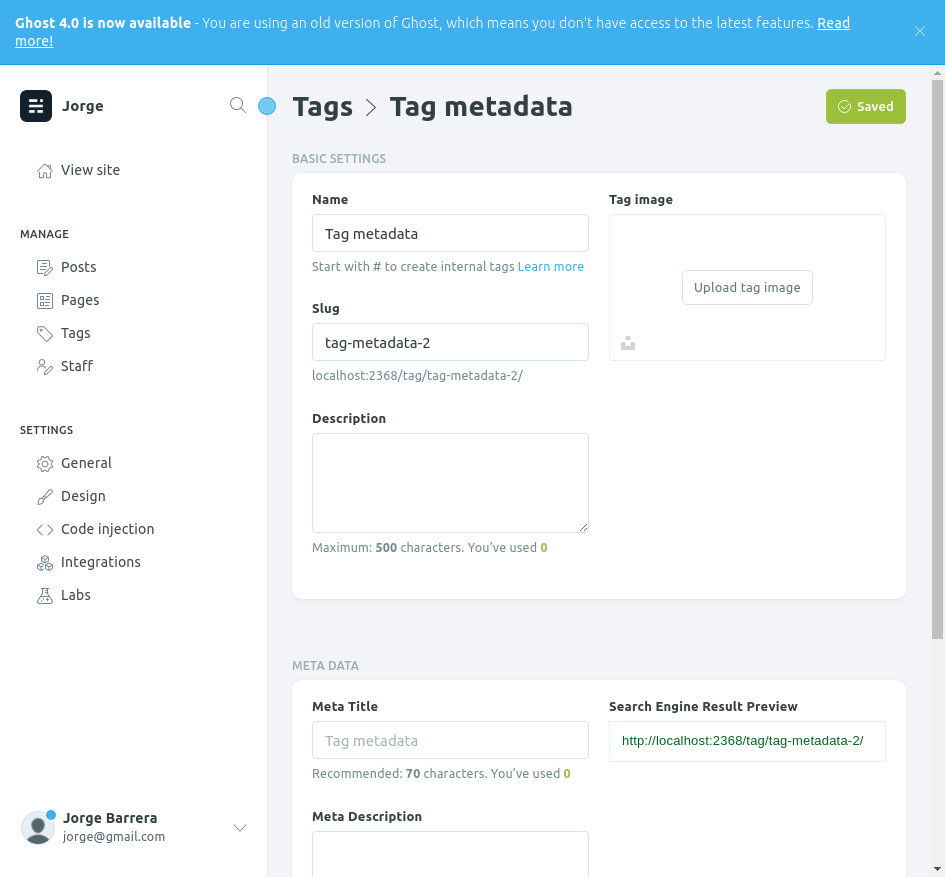 Ghost 4.0 is now available - You are using an old version of Ghost, which means you don't have access to the latest features. Read
more!
Jorge
View site
MANAGE
Posts
Pages
Tags
Staff
SETTINGS
General
Design
Code injection
Integrations
Labs
Jorge Barrera
jorge@gmail.com
Tags > Tag metadata
Saved
BASIC SETTINGS
Name
Tag metadata
Start with # to create internal tags Learn more
Slug
tag-metadata-2
localhost:2368/tag/tag-metadata-2/
Description
Maximum: 500 characters. You’ve used 0
Tag image
Upload tag image
META DATA
Meta Title
Tag metadata
Recommended: 70 characters. You’ve used 0
Meta Description
Search Engine Result Preview
http://localhost:2368/tag/tag-metadata-2/